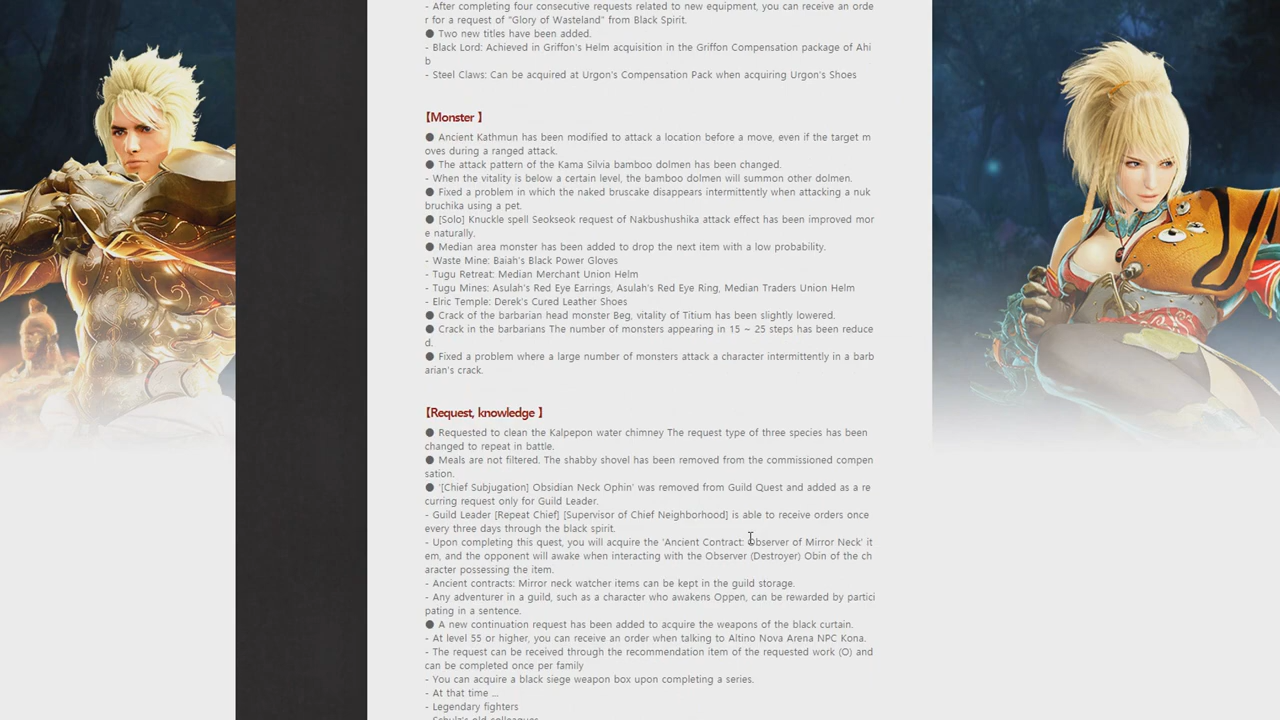 - After completing four consecutive requests related to new equipment, you can receive an orde
r for a request of "Glory of Wasteland" from Black Spirit.
● Two new titles have been added.
- Black Lord: Achieved in Griffon's Helm acquisition in the Griffon Compensation package of Ahi
b
- Steel Claws: Can be acquired at Urgon's Compensation Pack when acquiring Urgon's Shoes
【Monster 】
● Ancient Kathmun has been modified to attack a location before a move, even if the target m
oves during a ranged attack.
● The attack pattern of the Kama Silvia bamboo dolmen has been changed.
- When the vitality is below a certain level, the bamboo dolmen will summon other dolmen.
● Fixed a problem in which the naked bruscake disappears intermittently when attacking a nuk
bruchika using a pet.
● [Solo] Knuckle spell Seokseok request of Nakbushushika attack effect has been improved mor
e naturally.
● Median area monster has been added to drop the next item with a low probability.
- Waste Mine: Baiah's Black Power Gloves
- Tugu Retreat: Median Merchant Union Helm
- Tugu Mines: Asulah's Red Eye Earrings, Asulah's Red Eye Ring, Median Traders Union Helm
- Elric Temple: Derek's Cured Leather Shoes
● Crack of the barbarian head monster Beg, vitality of Titium has been slightly lowered.
● Crack in the barbarians The number of monsters appearing in 15 ~ 25 steps has been reduce
d.
● Fixed a problem where a large number of monsters attack a character intermittently in a barb
arian's crack.
【Request, knowledge 】
● Requested to clean the Kalpepon water chimney The request type of three species has been
changed to repeat in battle.
● Meals are not filtered. The shabby shovel has been removed from the commissioned compen
sation.
● '[Chief Subjugation] Obsidian Neck Ophin' was removed from Guild Quest and added as a re
curring request only for Guild Leader.
- Guild Leader [Repeat Chief] [Supervisor of Chief Neighborhood] is able to receive orders once
every three days through the black spirit.
- Upon completing this quest, you will acquire the 'Ancient Contract: Observer of Mirror Neck' it
em, and the opponent will awake when interacting with the Observer (Destroyer) Obin of the ch
aracter possessing the item.
- Ancient contracts: Mirror neck watcher items can be kept in the guild storage.
- Any adventurer in a guild, such as a character who awakens Oppen, can be rewarded by partici
pating in a sentence.
● A new continuation request has been added to acquire the weapons of the black curtain.
- At level 55 or higher, you can receive an order when talking to Altino Nova Arena NPC Kona.
- The request can be received through the recommendation item of the requested work (O) and
can be completed once per family
- You can acquire a black siege weapon box upon completing a series.
- At that time ...
- Legendary fighters
- Schulz's old colleagues